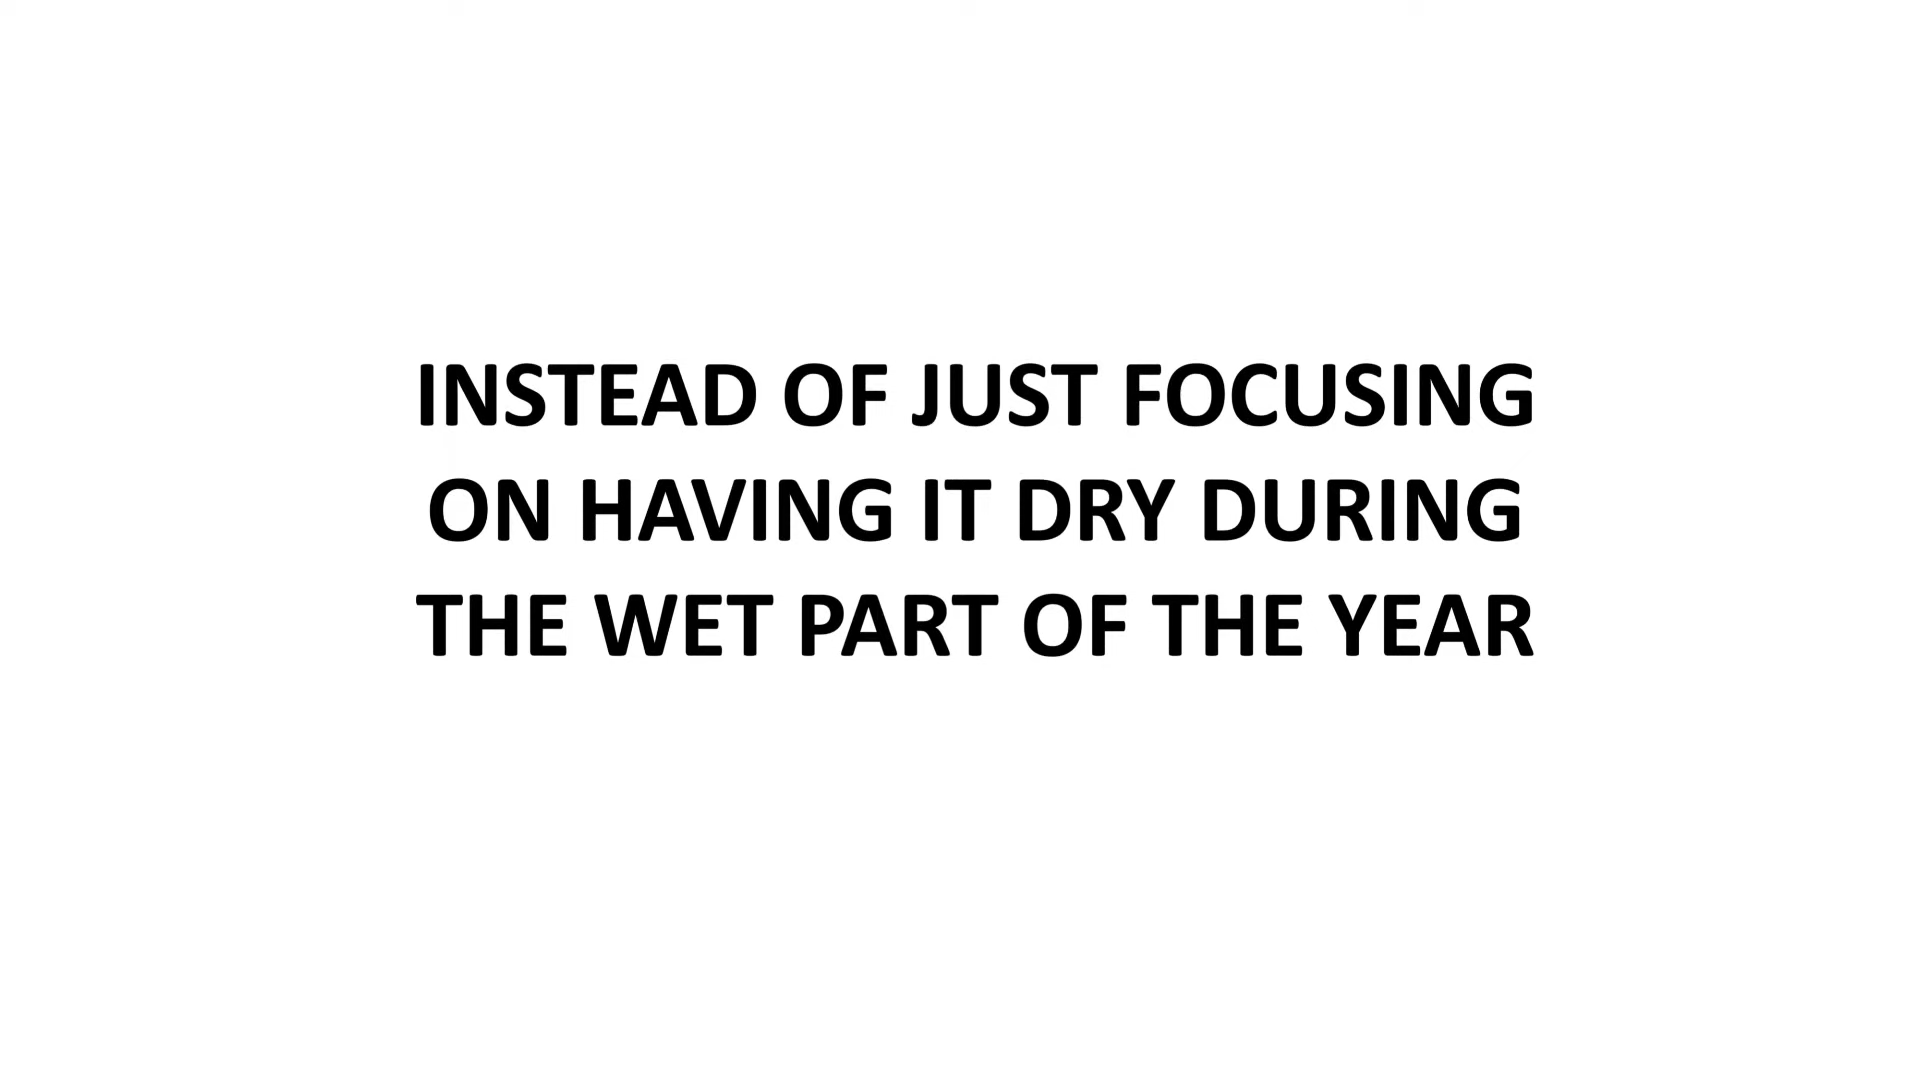 INSTEAD OF JUST FOCUSING
ON HAVING IT DRY DURING
THE WET PART OF THE YEAR